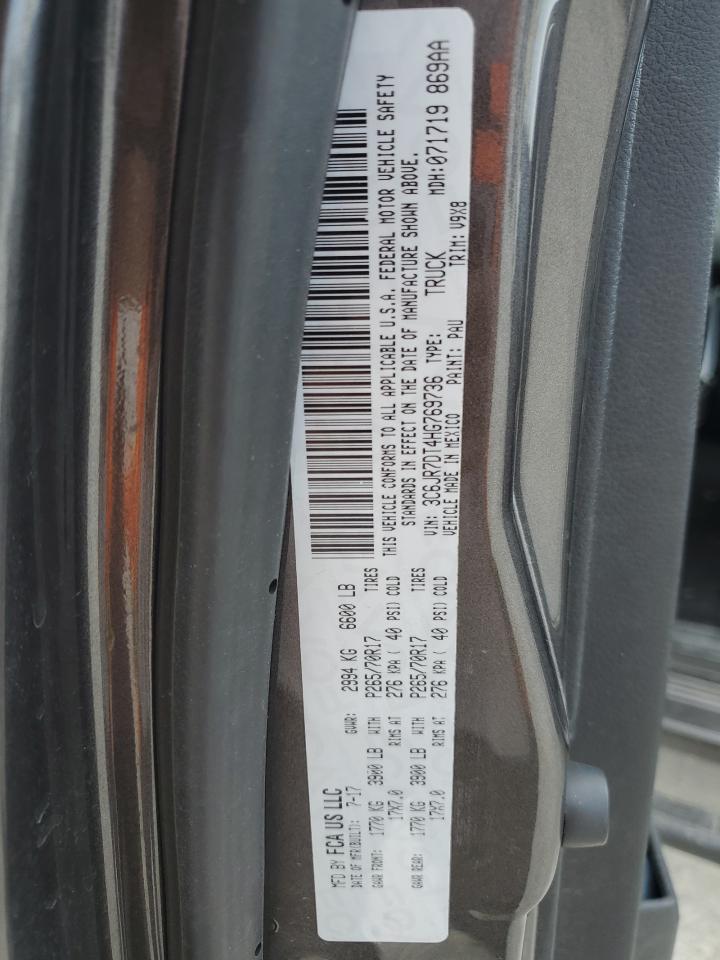 MFD BY FCA US LLC
DATE OF MFR(BUILT): 7-17 GVWR: 2994 KG 6600 LB
GAWR FRONT: 1770 KG 3900 LB WITH P265/70R17 TIRES
17X7.0 RIMS AT 276 KPA ( 40 PSI) COLD
GAWR REAR: 1770 KG 3900 LB WITH P265/70R17 TIRES
17X7.0 RIMS AT 276 KPA ( 40 PSI) COLD
THIS VEHICLE CONFORMS TO ALL APPLICABLE U.S.A. FEDERAL MOTOR VEHICLE SAFETY
STANDARDS IN EFFECT ON THE DATE OF MANUFACTURE SHOWN ABOVE.
VIN: 3C6JR7DT4HG769736 TYPE: TRUCK MDH:071719 869AA
VEHICLE MADE IN MEXICO PAINT: PAU TRIM: V9X8